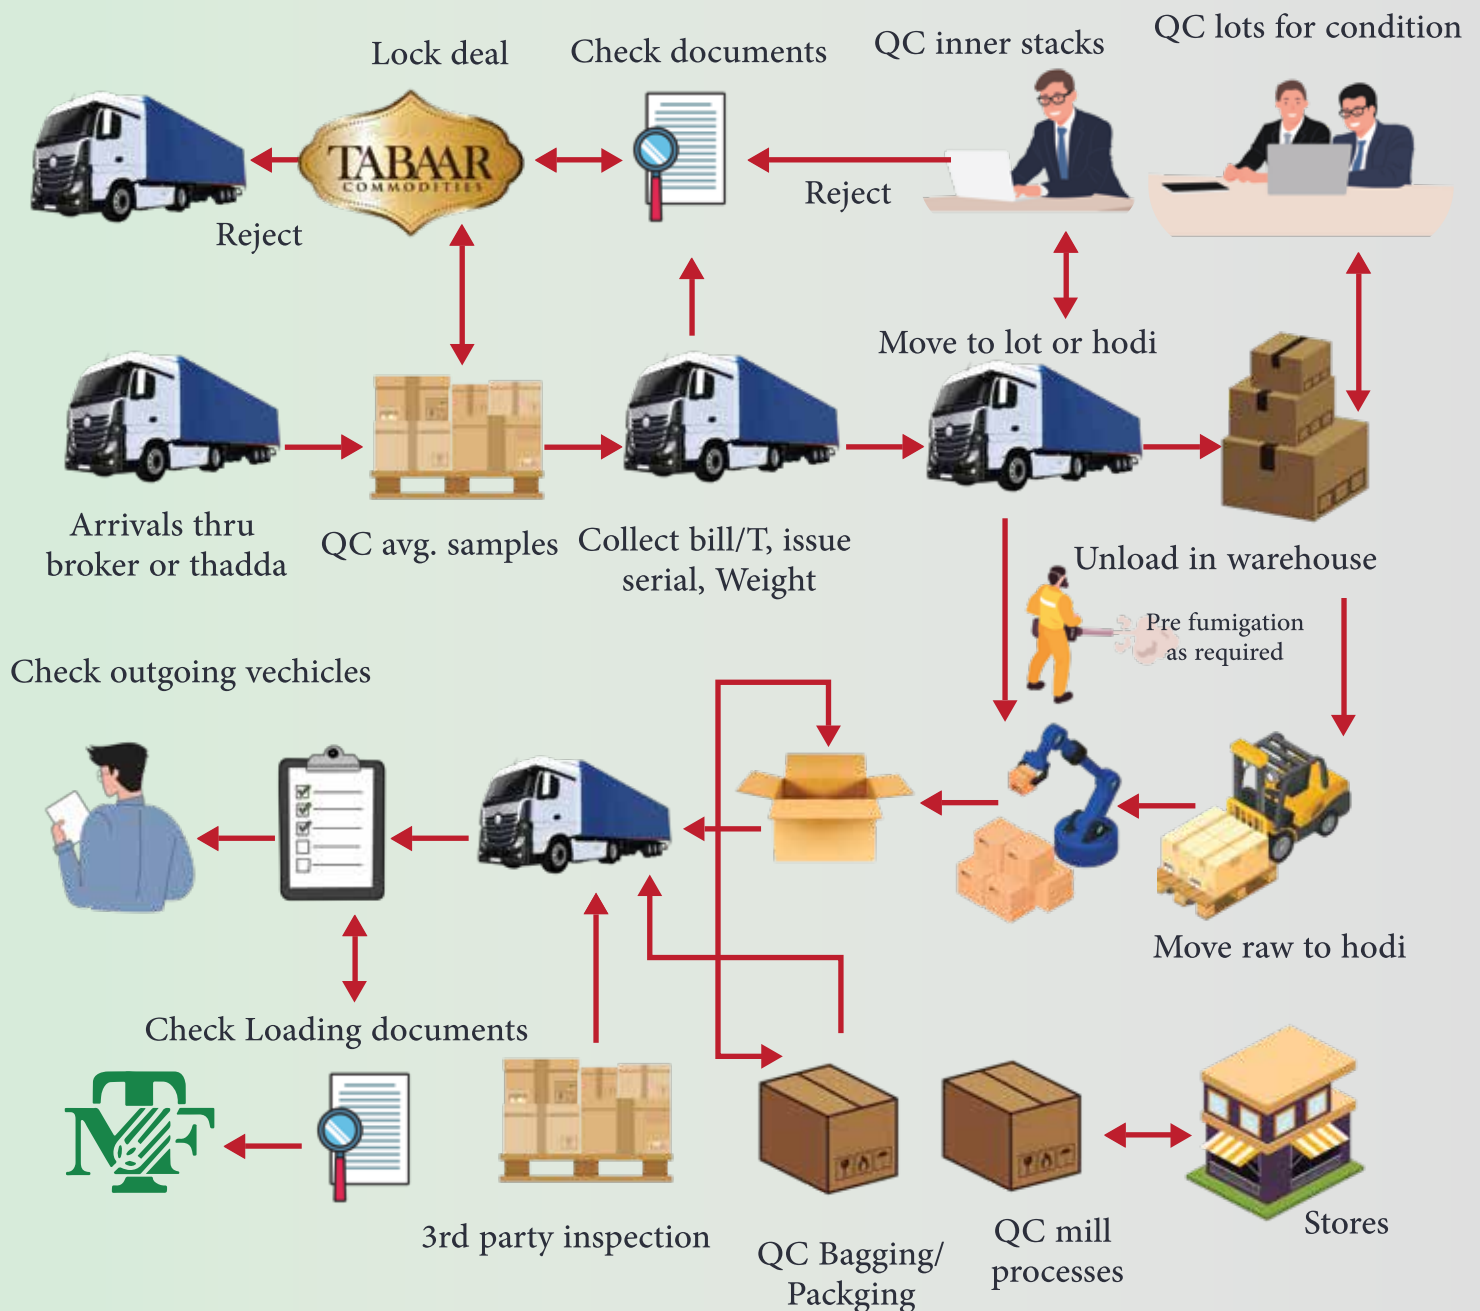 Lock deal
Check documents
QC inner stacks
QC lots for condition
TABAAR
COMMODITIES
Reject
Reject
Move to lot or hodi
Arrivals thru
broker or thadda
QC avg. samples
Collect bill/T, issue
serial, Weight
Unload in warehouse
Pre fumigation
as required
Check outgoing vechicles
Move raw to hodi
Check Loading documents
TMF
3rd party inspection
QC Bagging/
Packging
QC mill
processes
Stores